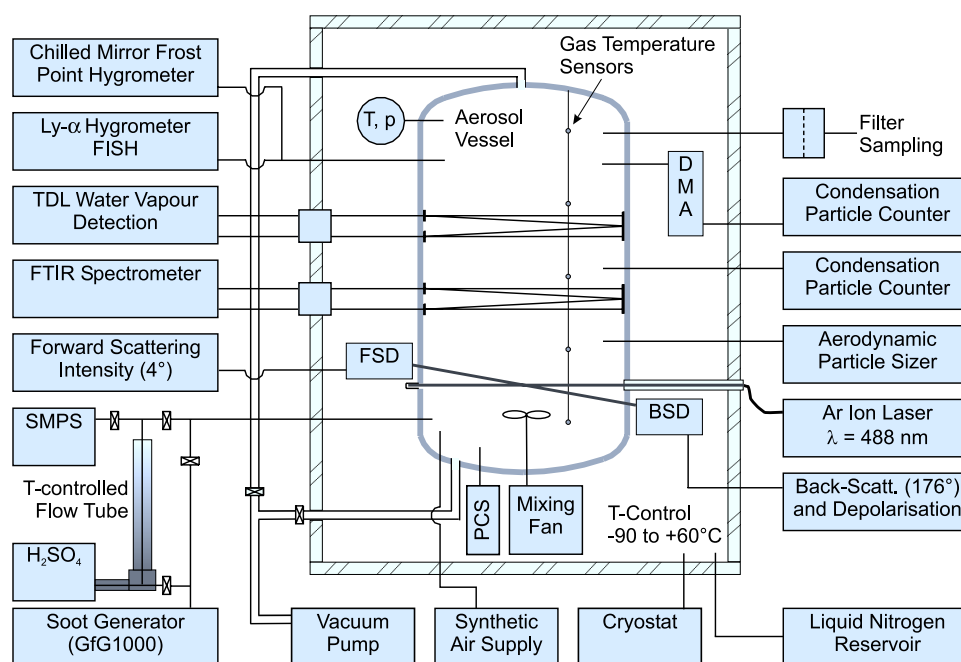 Chilled Mirror Frost
Point Hygrometer
Ly-α Hygrometer
FISH
TDL Water Vapour
Detection
FTIR Spectrometer
Forward Scattering
Intensity (4°)
SMPS
T-controlled
Flow Tube
H₂SO₄
Soot Generator
(GfG1000)
T, p
Aerosol
Vessel
Gas Temperature
Sensors
FSD
BSD
PCS
Mixing
Fan
T-Control
-90 to +60°C
D
M
A
Filter
Sampling
Condensation
Particle Counter
Condensation
Particle Counter
Aerodynamic
Particle Sizer
Ar Ion Laser
λ = 488 nm
Back-Scatt. (176°)
and Depolarisation
Vacuum
Pump
Synthetic
Air Supply
Cryostat
Liquid Nitrogen
Reservoir